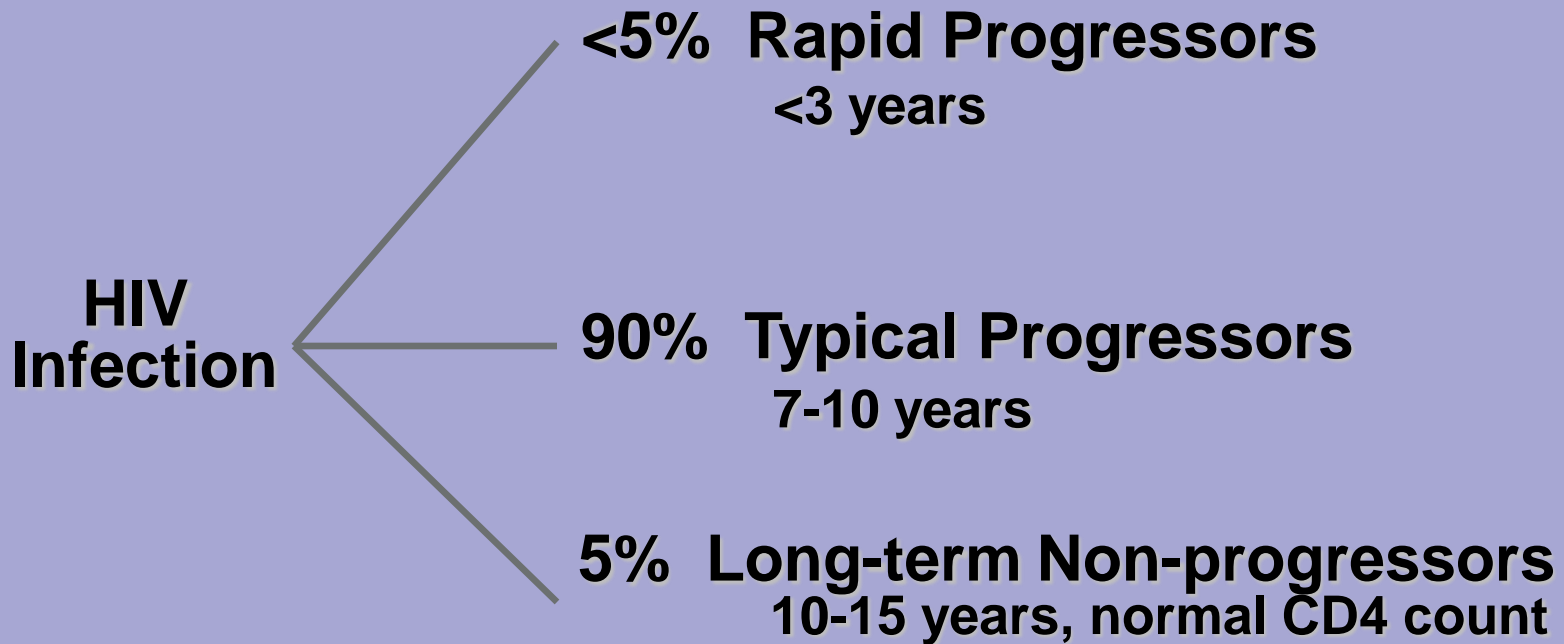 <5% Rapid Progressors
<3 years
HIV
Infection
90% Typical Progressors
7-10 years
5% Long-term Non-progressors
10-15 years, normal CD4 count